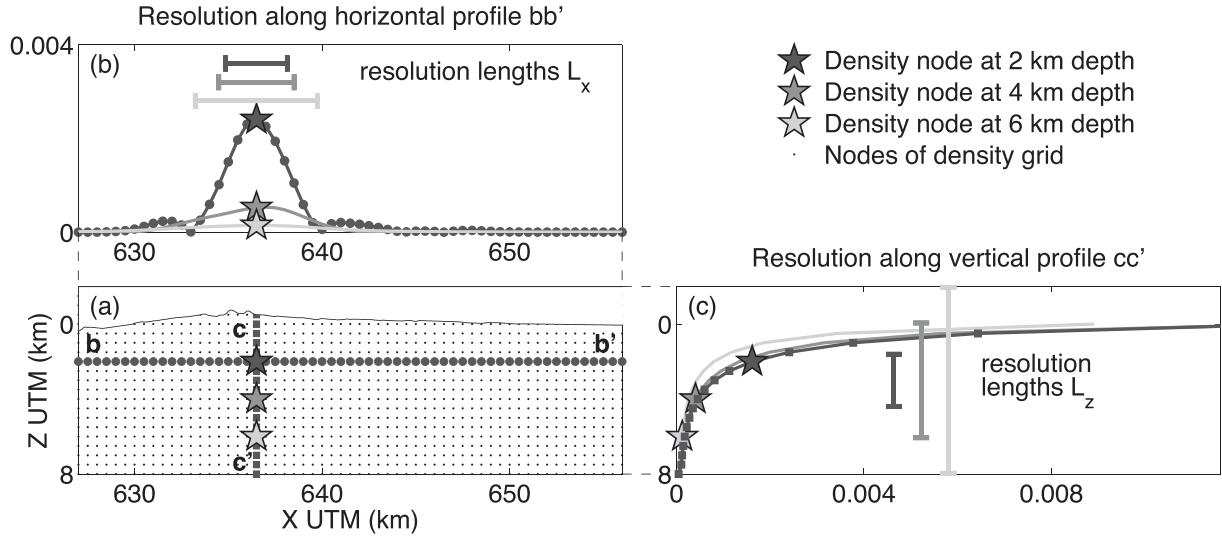 Resolution along horizontal profile bb’
0.004
(b)
resolution lengths Lx
0
630 640 650
Density node at 2 km depth
Density node at 4 km depth
Density node at 6 km depth
Nodes of density grid
(a)
0
c
b b’
c’
8
Z UTM (km)
630 640 650
X UTM (km)
Resolution along vertical profile cc’
(c)
0
resolution
lengths Lz
8
0 0.004 0.008